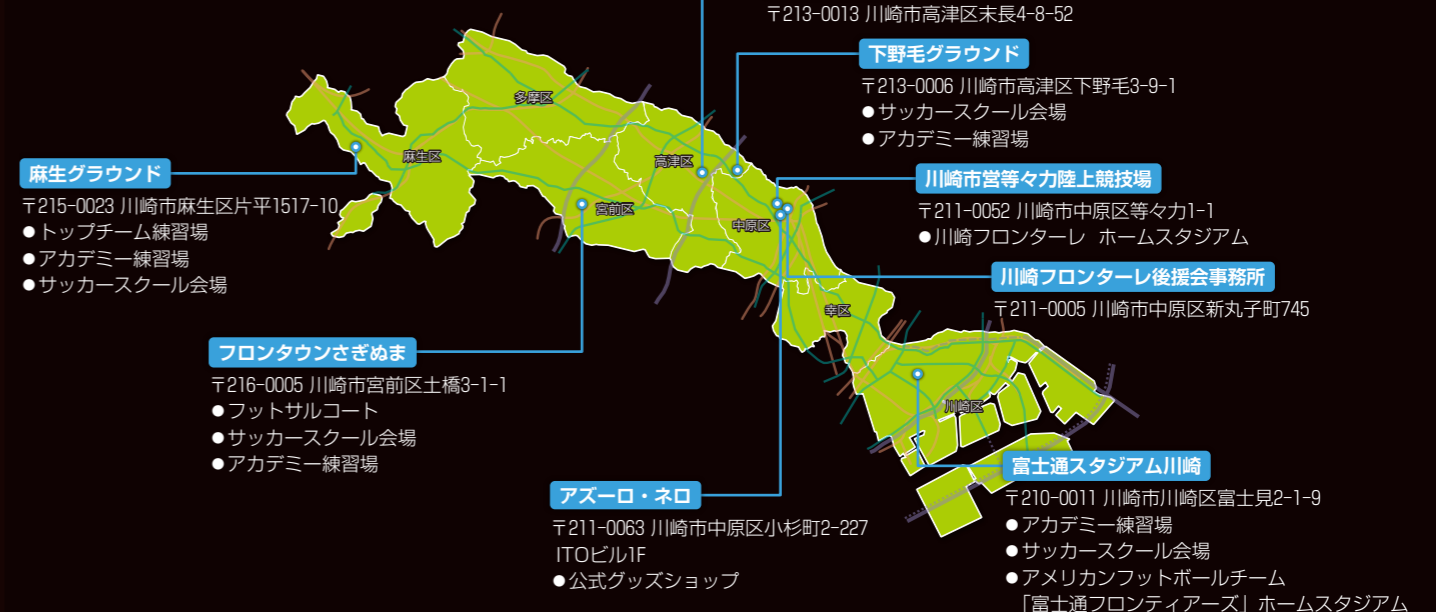 〒213-0013 川崎市高津区末長4-8-52
下野毛グラウンド
〒213-0006 川崎市高津区下野毛3-9-1
●サッカースクール会場
●アカデミー練習場
多摩区
麻生区
高津区
宮前区
中原区
幸区
川崎区
麻生グラウンド
〒215-0023 川崎市麻生区片平1517-10
●トップチーム練習場
●アカデミー練習場
●サッカースクール会場
川崎市営等々力陸上競技場
〒211-0052 川崎市中原区等々力1-1
●川崎フロンターレ ホームスタジアム
川崎フロンターレ後援会事務所
〒211-0005 川崎市中原区新丸子町745
フロンタウンさぎぬま
〒216-0005 川崎市宮前区土橋3-1-1
●フットサルコート
●サッカースクール会場
●アカデミー練習場
アズーロ・ネロ
〒211-0063 川崎市中原区小杉町2-227
ITOビル1F
●公式グッズショップ
富士通スタジアム川崎
〒210-0011 川崎市川崎区富士見2-1-9
●アカデミー練習場
●サッカースクール会場
●アメリカンフットボールチーム
「富士通フロンティアーズ」ホームスタジアム